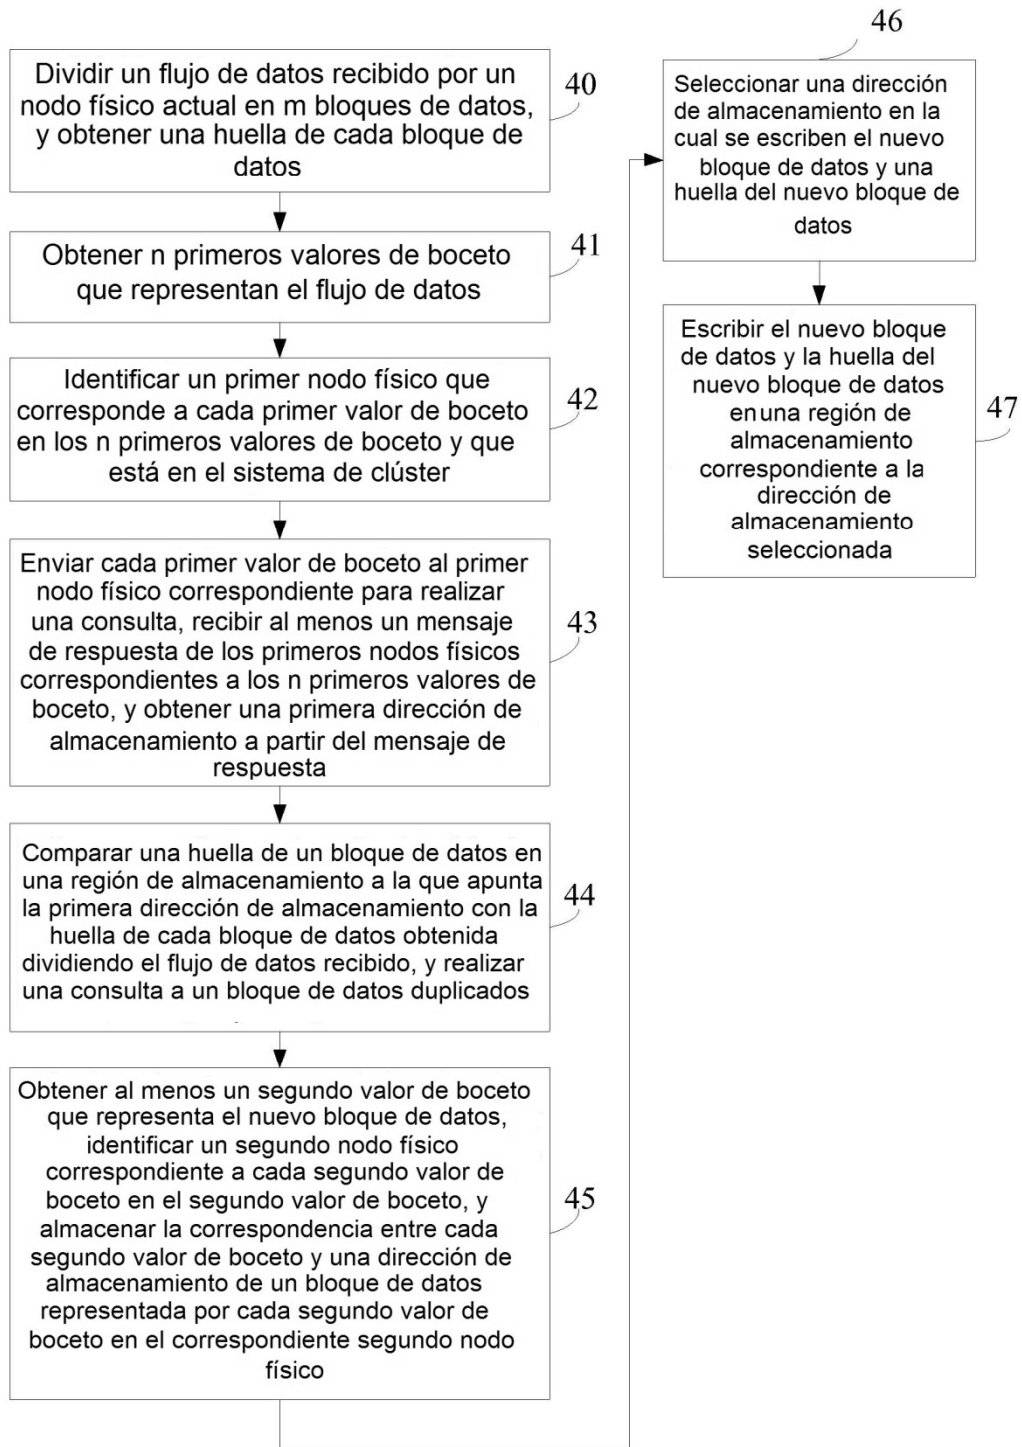 Dividir un flujo de datos recibido por un
nodo físico actual en m bloques de datos,
y obtener una huella de cada bloque de
datos
40
Obtener n primeros valores de boceto
que representan el flujo de datos
41
Identificar un primer nodo físico que
corresponde a cada primer valor de boceto
en los n primeros valores de boceto y que
está en el sistema de clúster
42
Enviar cada primer valor de boceto al primer
nodo físico correspondiente para realizar
una consulta, recibir al menos un mensaje
de respuesta de los primeros nodos físicos
correspondientes a los n primeros valores de
boceto, y obtener una primera dirección de
almacenamiento a partir del mensaje de
respuesta
43
Comparar una huella de un bloque de datos en
una región de almacenamiento a la que apunta
la primera dirección de almacenamiento con la
huella de cada bloque de datos obtenida
dividiendo el flujo de datos recibido, y realizar
una consulta a un bloque de datos duplicados
44
Obtener al menos un segundo valor de boceto
que representa el nuevo bloque de datos,
identificar un segundo nodo físico
correspondiente a cada segundo valor de
boceto en el segundo valor de boceto, y
almacenar la correspondencia entre cada
segundo valor de boceto y una dirección de
almacenamiento de un bloque de datos
representada por cada segundo valor de
boceto en el correspondiente segundo nodo
físico
45
46
Seleccionar una dirección
de almacenamiento en la
cual se escriben el nuevo
bloque de datos y una
huella del nuevo bloque de
datos
Escribir el nuevo bloque
de datos y la huella del
nuevo bloque de datos
en una región de
almacenamiento
correspondiente a la
dirección de
almacenamiento
seleccionada
47